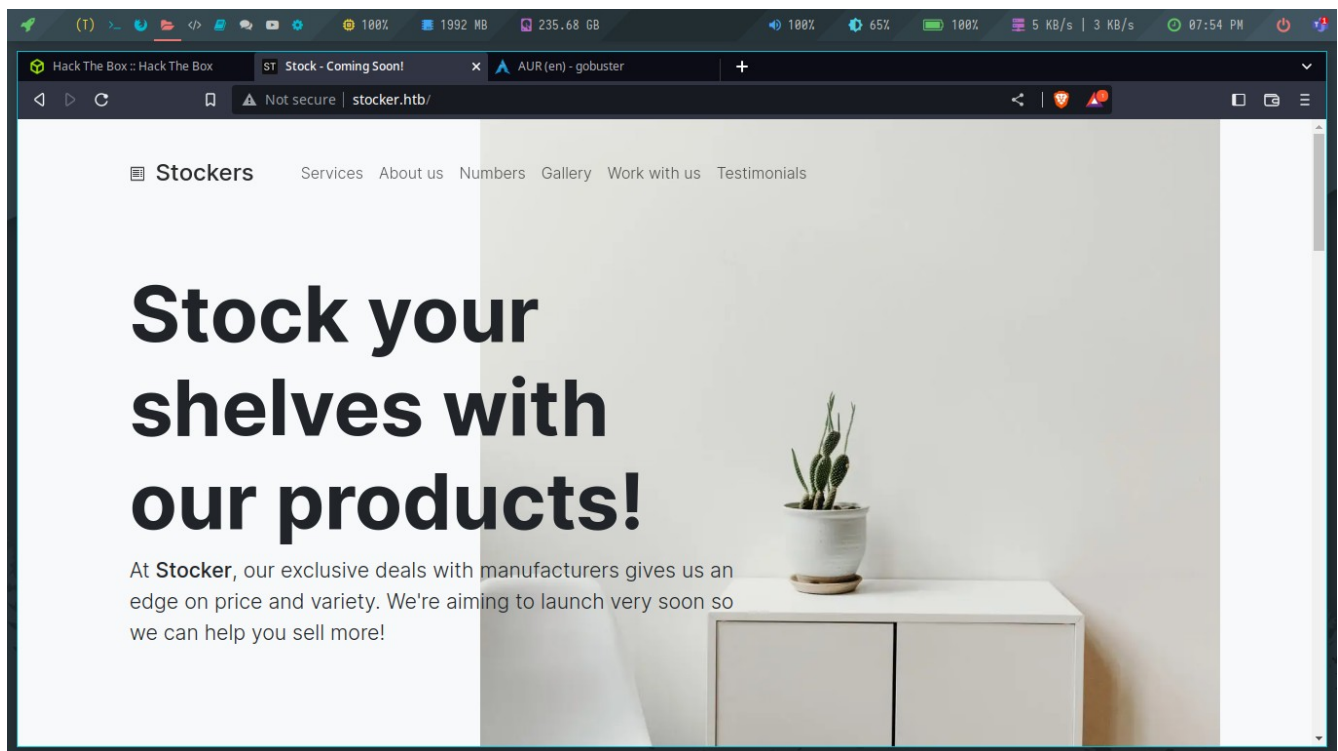 (T) >_ </> 100% 1992 MB 235.68 GB 100% 65% 100% 5 KB/s | 3 KB/s 07:54 PM
Hack The Box :: Hack The Box ST Stock - Coming Soon! × AUR (en) - gobuster +
Not secure | stocker.htb/
Stockers Services About us Numbers Gallery Work with us Testimonials
Stock your
shelves with
our products!
At Stocker, our exclusive deals with manufacturers gives us an
edge on price and variety. We're aiming to launch very soon so
we can help you sell more!